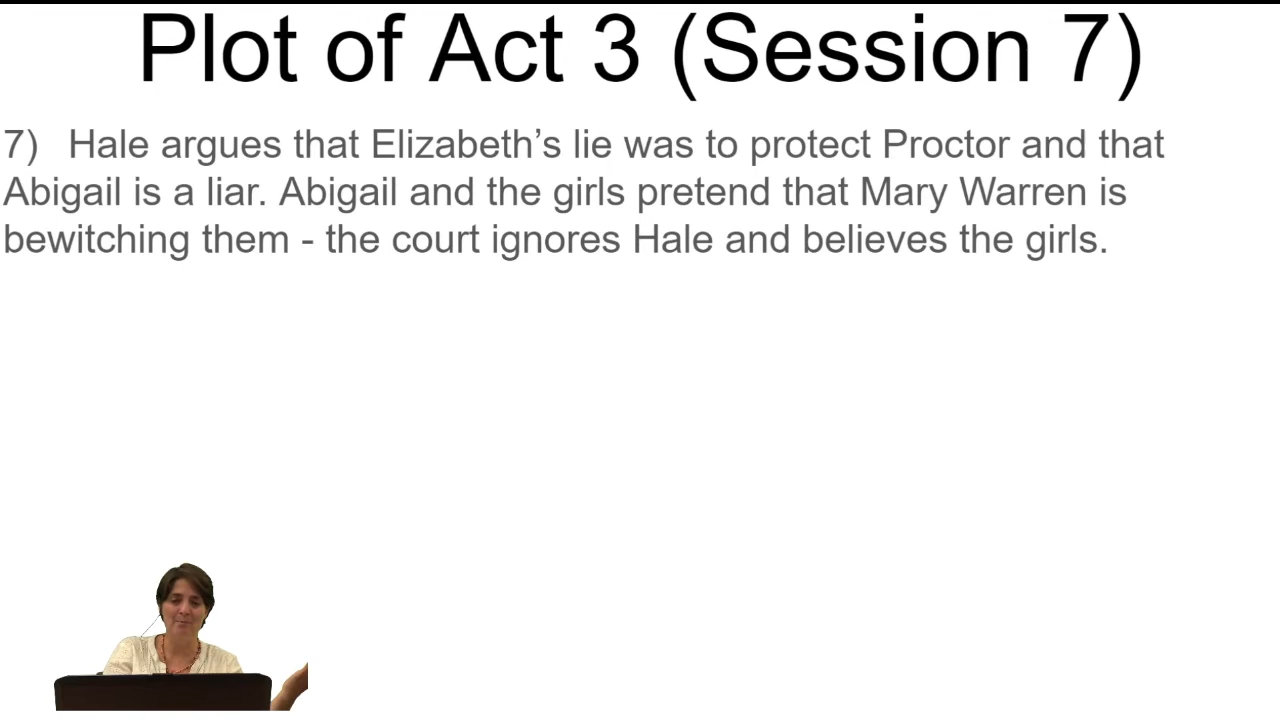 Plot of Act 3 (Session 7)
7) Hale argues that Elizabeth’s lie was to protect Proctor and that
Abigail is a liar. Abigail and the girls pretend that Mary Warren is
bewitching them - the court ignores Hale and believes the girls.